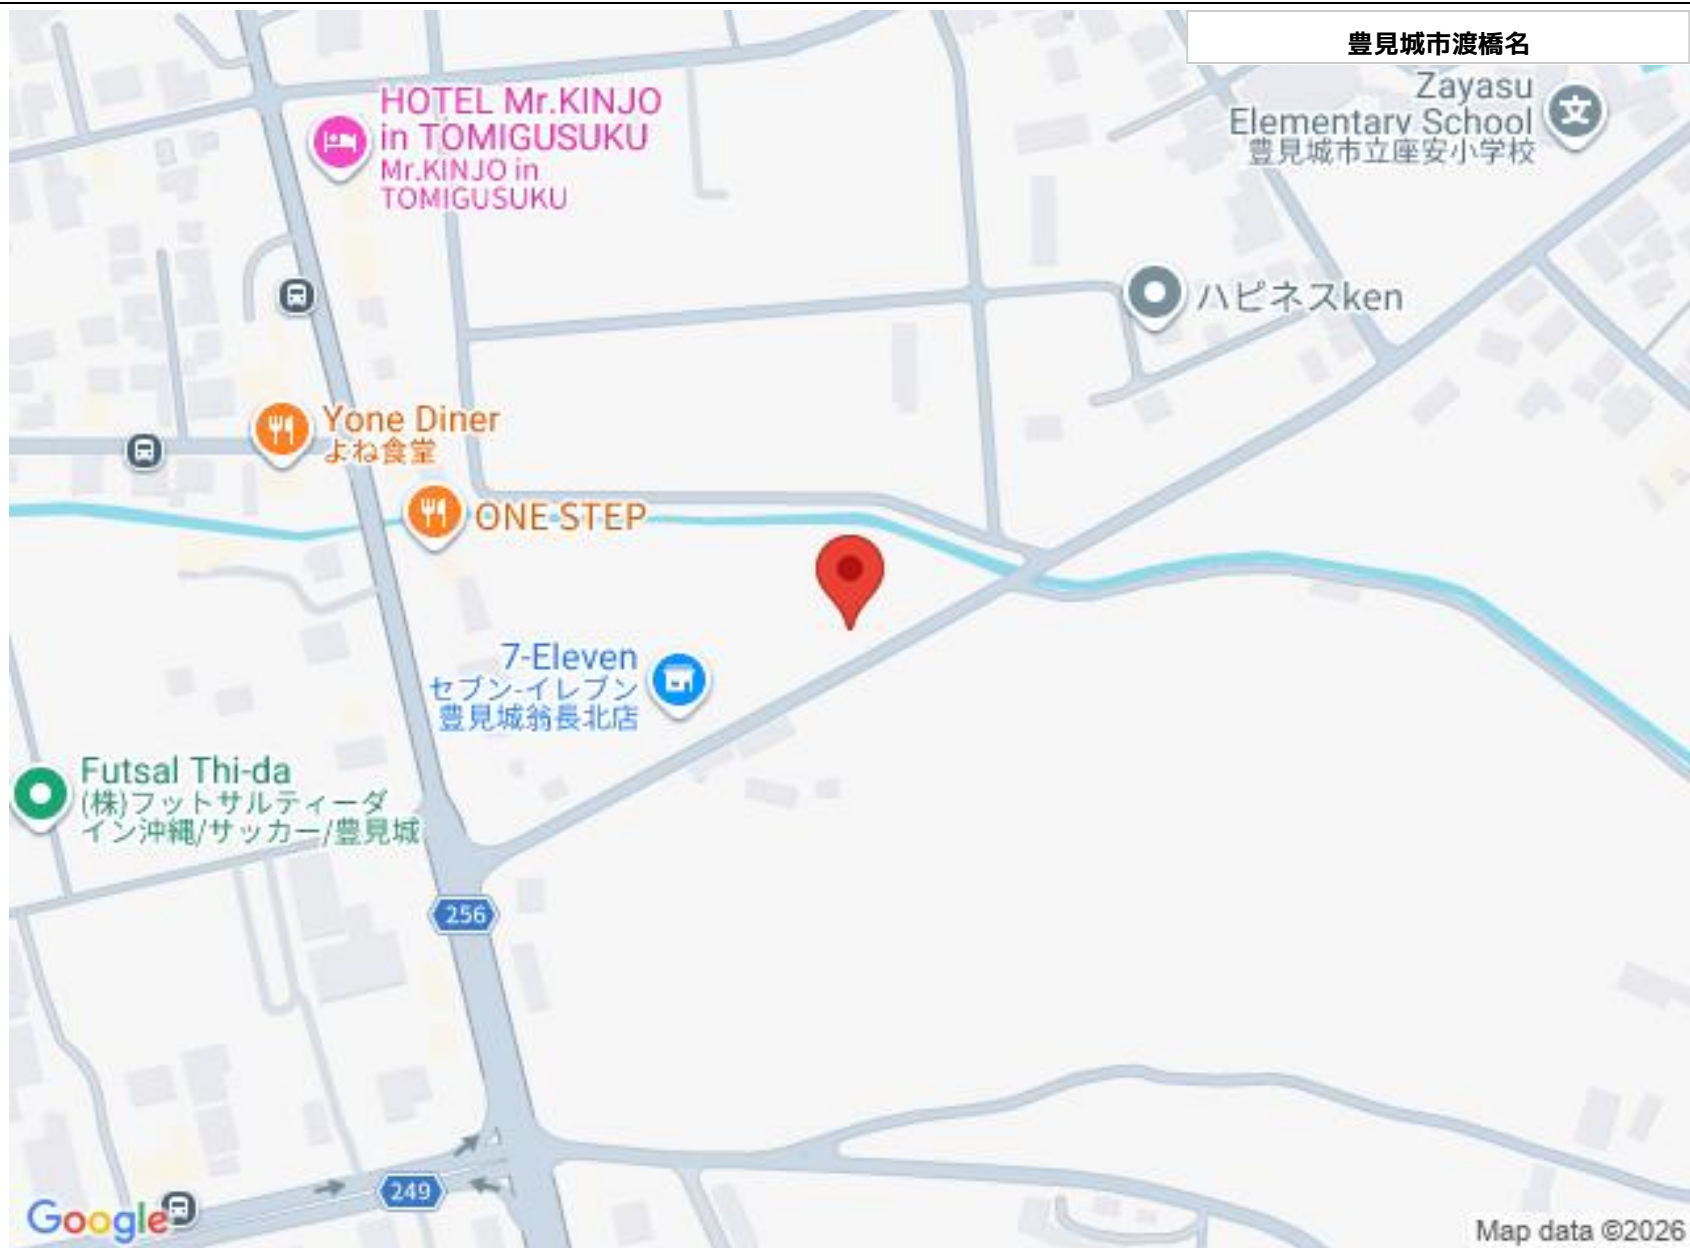 豊見城市渡橋名
HOTEL Mr.KINJO
in TOMIGUSUKU
Mr.KINJO in
TOMIGUSUKU
Zayasu
Elementary School
豊見城市立座安小学校
ハピネスken
Yone Diner
よね食堂
ONE STEP
7-Eleven
セブン-イレブン
豊見城翁長北店
Futsal Thi-da
(株)フットサルティーダ
イン沖縄/サッカー/豊見城
256
249
Google
Map data ©2026